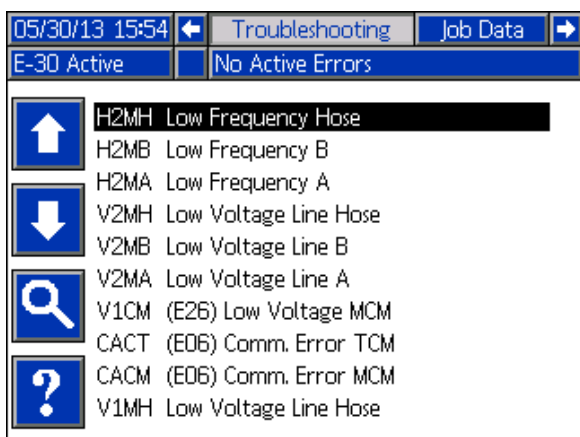 05/30/13 15:54 Troubleshooting Job Data
E-30 Active No Active Errors
H2MH Low Frequency Hose
H2MB Low Frequency B
H2MA Low Frequency A
V2MH Low Voltage Line Hose
V2MB Low Voltage Line B
V2MA Low Voltage Line A
V1CM (E26) Low Voltage MCM
CACT (E06) Comm. Error TCM
CACM (E06) Comm. Error MCM
V1MH Low Voltage Line Hose
?